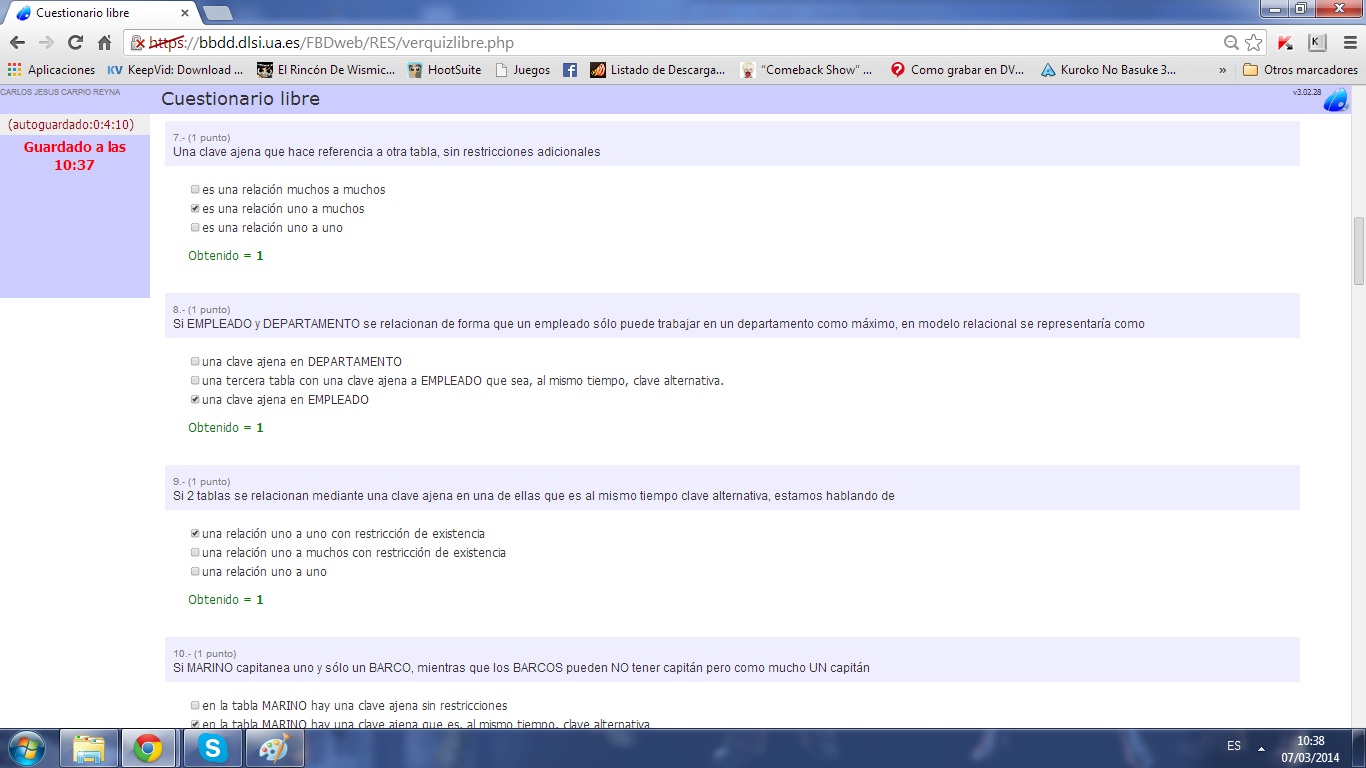 Cuestionario libre
https://bbdd.dlsi.ua.es/FBDweb/RES/verquizlibre.php
Aplicaciones KV KeepVid: Download ... El Rincón De Wismic... HootSuite Juegos Listado de Descarga... "Comeback Show" ... Como grabar en DV... Kuroko No Basuke 3... » Otros marcadores
CARLOS JESUS CARPIO REYNA
Cuestionario libre
v3.02.28
(autoguardado:0:4:10)
Guardado a las
10:37
7.- (1 punto)
Una clave ajena que hace referencia a otra tabla, sin restricciones adicionales
es una relación muchos a muchos
es una relación uno a muchos
es una relación uno a uno
Obtenido = 1
8.- (1 punto)
Si EMPLEADO y DEPARTAMENTO se relacionan de forma que un empleado sólo puede trabajar en un departamento como máximo, en modelo relacional se representaría como
una clave ajena en DEPARTAMENTO
una tercera tabla con una clave ajena a EMPLEADO que sea, al mismo tiempo, clave alternativa.
una clave ajena en EMPLEADO
Obtenido = 1
9.- (1 punto)
Si 2 tablas se relacionan mediante una clave ajena en una de ellas que es al mismo tiempo clave alternativa, estamos hablando de
una relación uno a uno con restricción de existencia
una relación uno a muchos con restricción de existencia
una relación uno a uno
Obtenido = 1
10.- (1 punto)
Si MARINO capitanea uno y sólo un BARCO, mientras que los BARCOS pueden NO tener capitán pero como mucho UN capitán
en la tabla MARINO hay una clave ajena sin restricciones
en la tabla MARINO hay una clave ajena que es, al mismo tiempo, clave alternativa
ES
10:38
07/03/2014